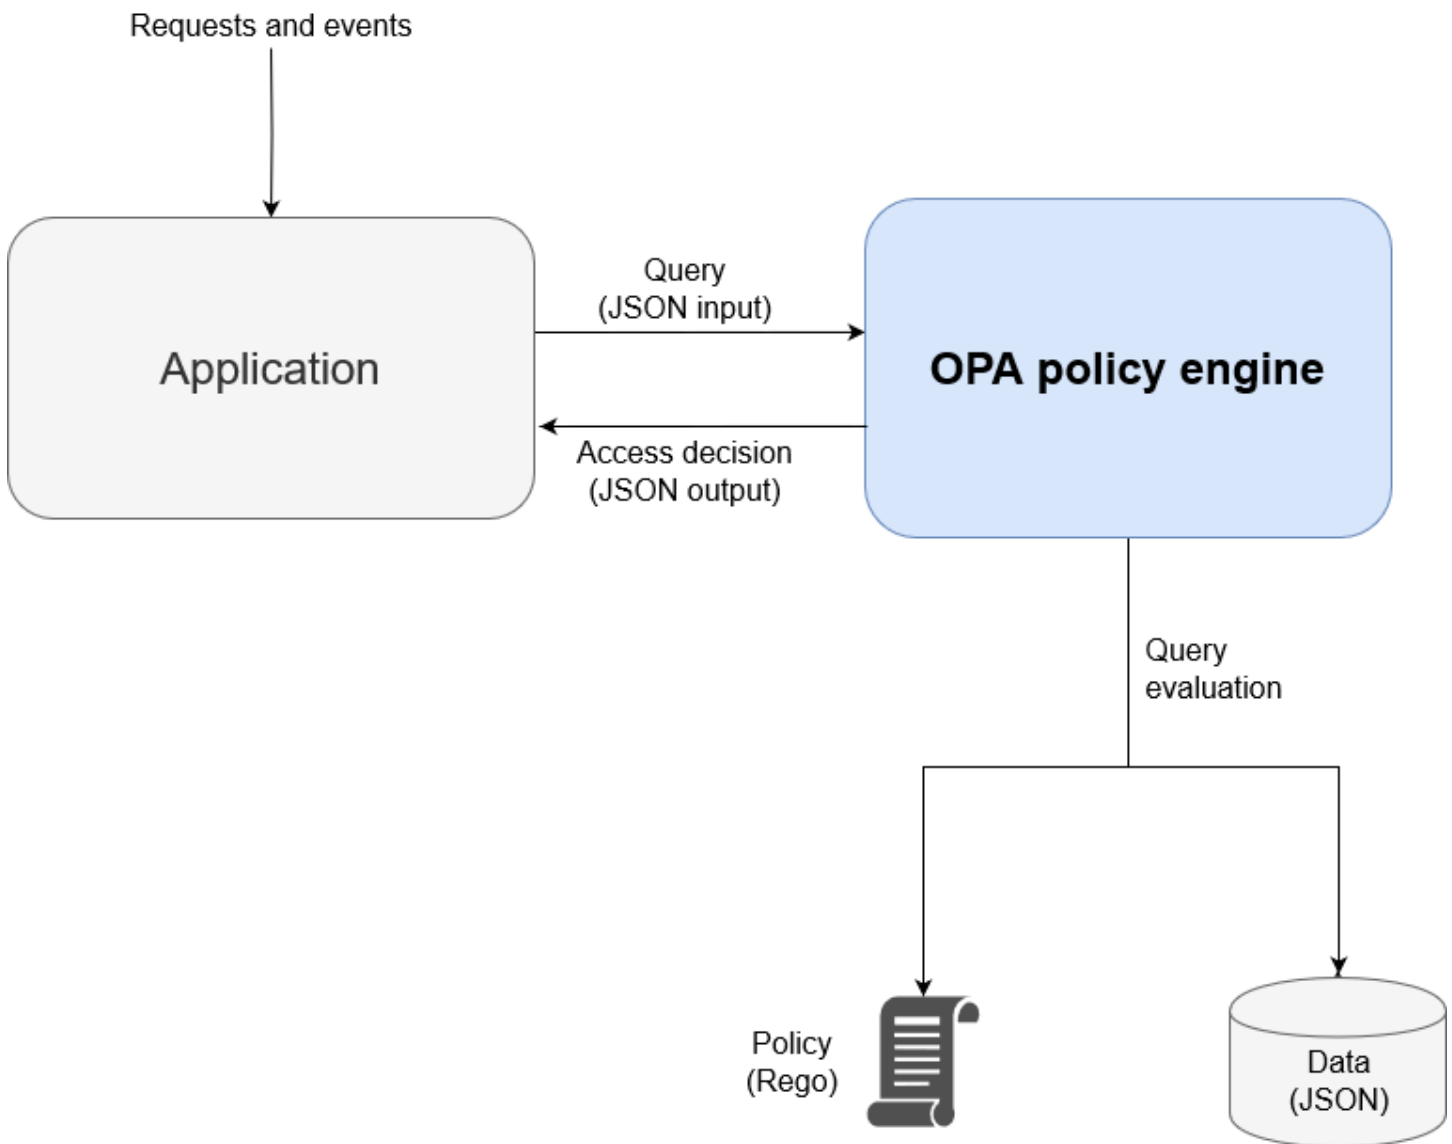 Requests and events
Application
Query
(JSON input)
Access decision
(JSON output)
OPA policy engine
Query
evaluation
Policy
(Rego)
Data
(JSON)